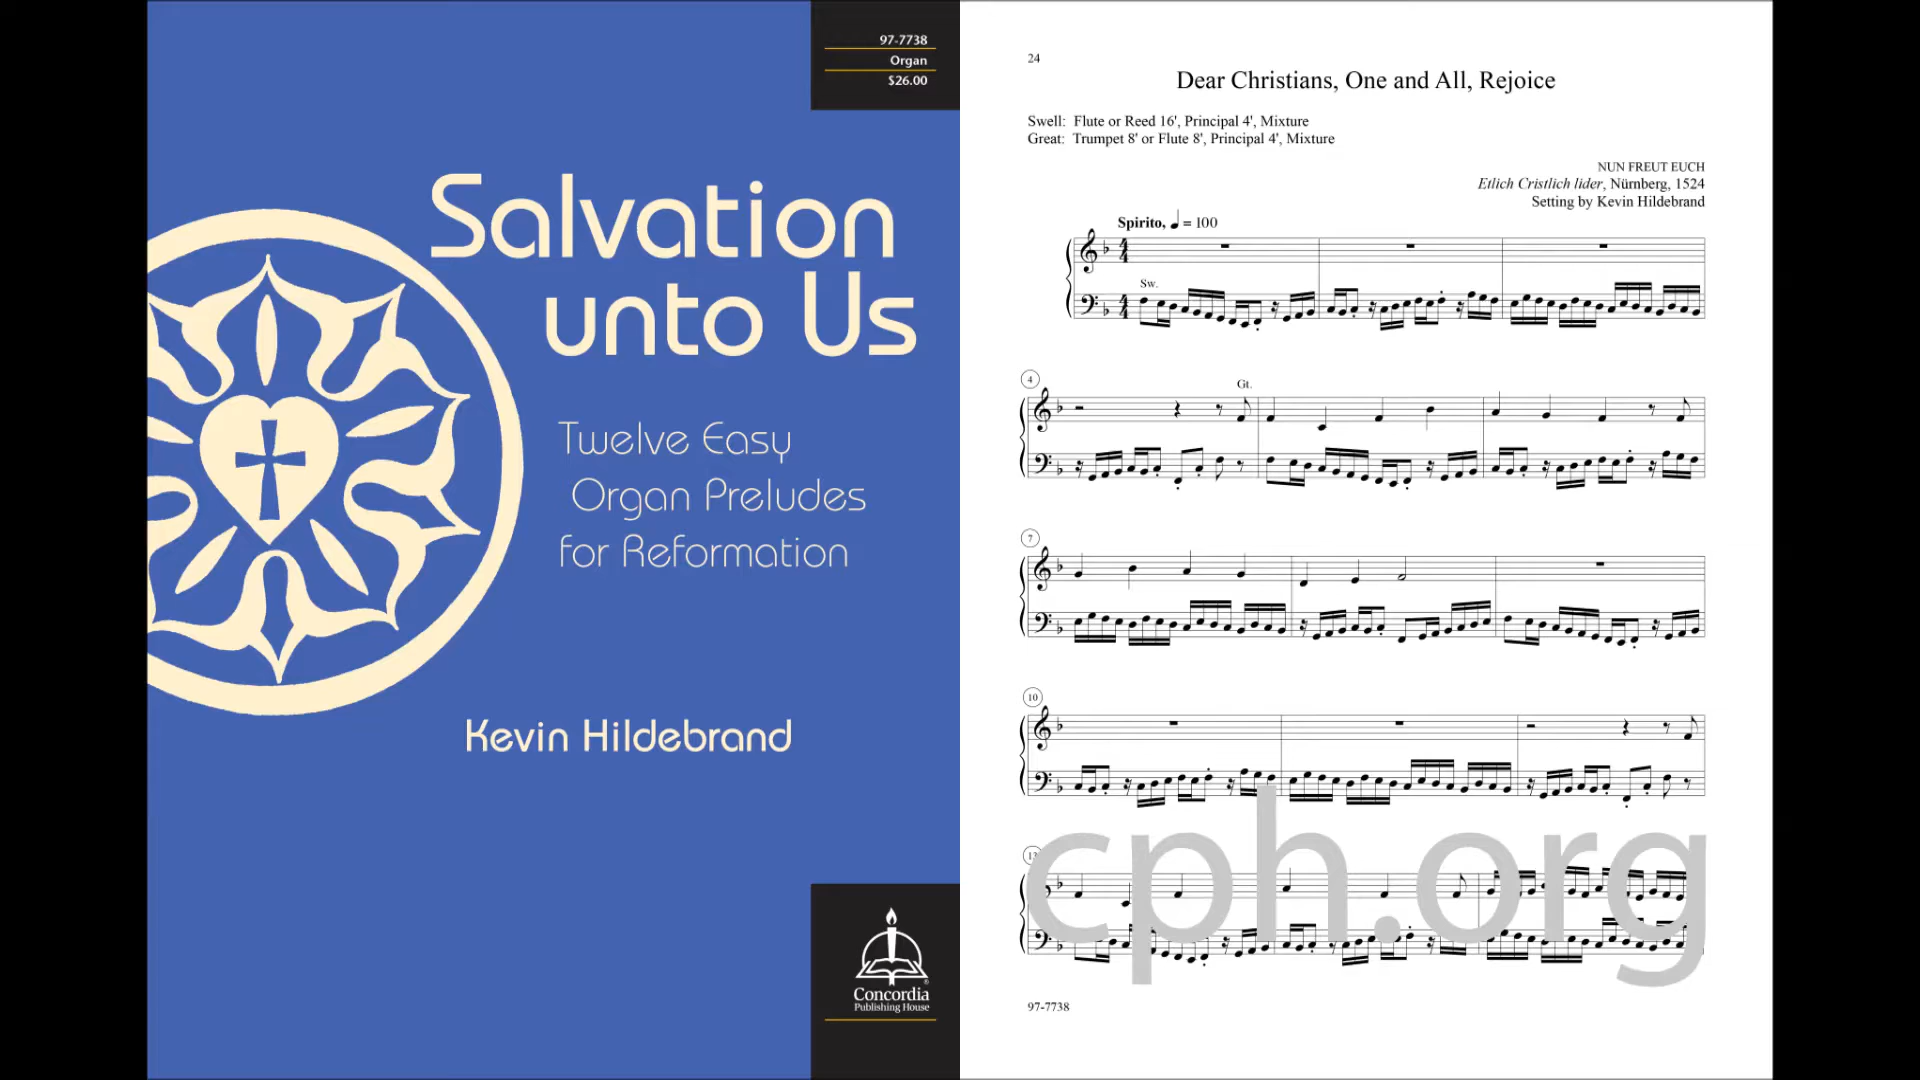 97-7738
Organ
$26.00
Salvation
unto Us
Twelve Easy
Organ Preludes
for Reformation
Kevin Hildebrand
Concordia
Publishing House
24
Dear Christians, One and All, Rejoice
Swell: Flute or Reed 16', Principal 4', Mixture
Great: Trumpet 8' or Flute 8', Principal 4', Mixture
NUN FREUT EUCH
Etlich Cristlich lider, Nürnberg, 1524
Setting by Kevin Hildebrand
Spirito, ♩ = 100
Sw.
4
Gt.
7
10
13
cph.org
97-7738